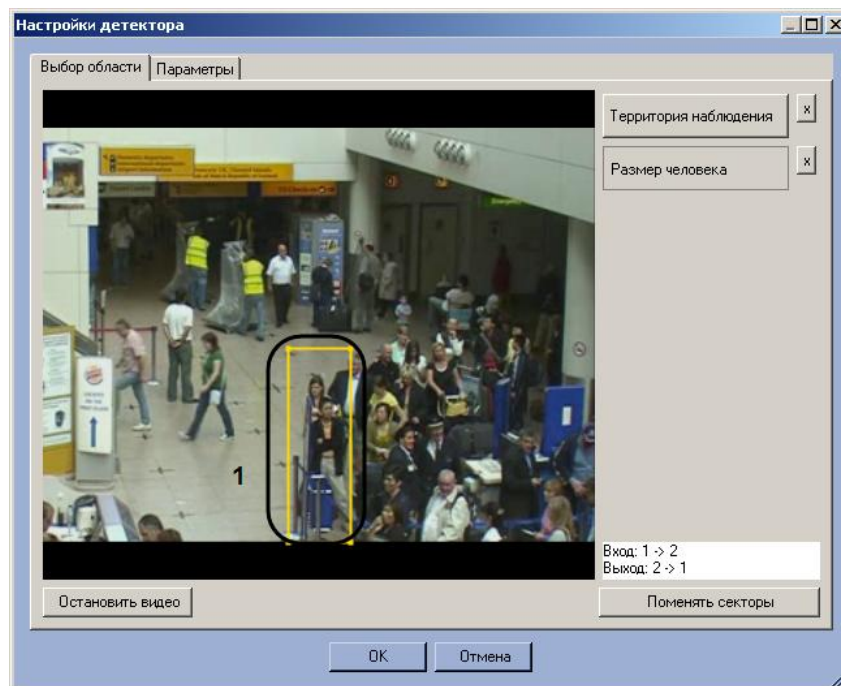 Настройки детектора
Выбор области
Параметры
Территория наблюдения
x
Размер человека
x
1
Вход: 1 -> 2
Выход: 2 -> 1
Остановить видео
Поменять секторы
OK
Отмена